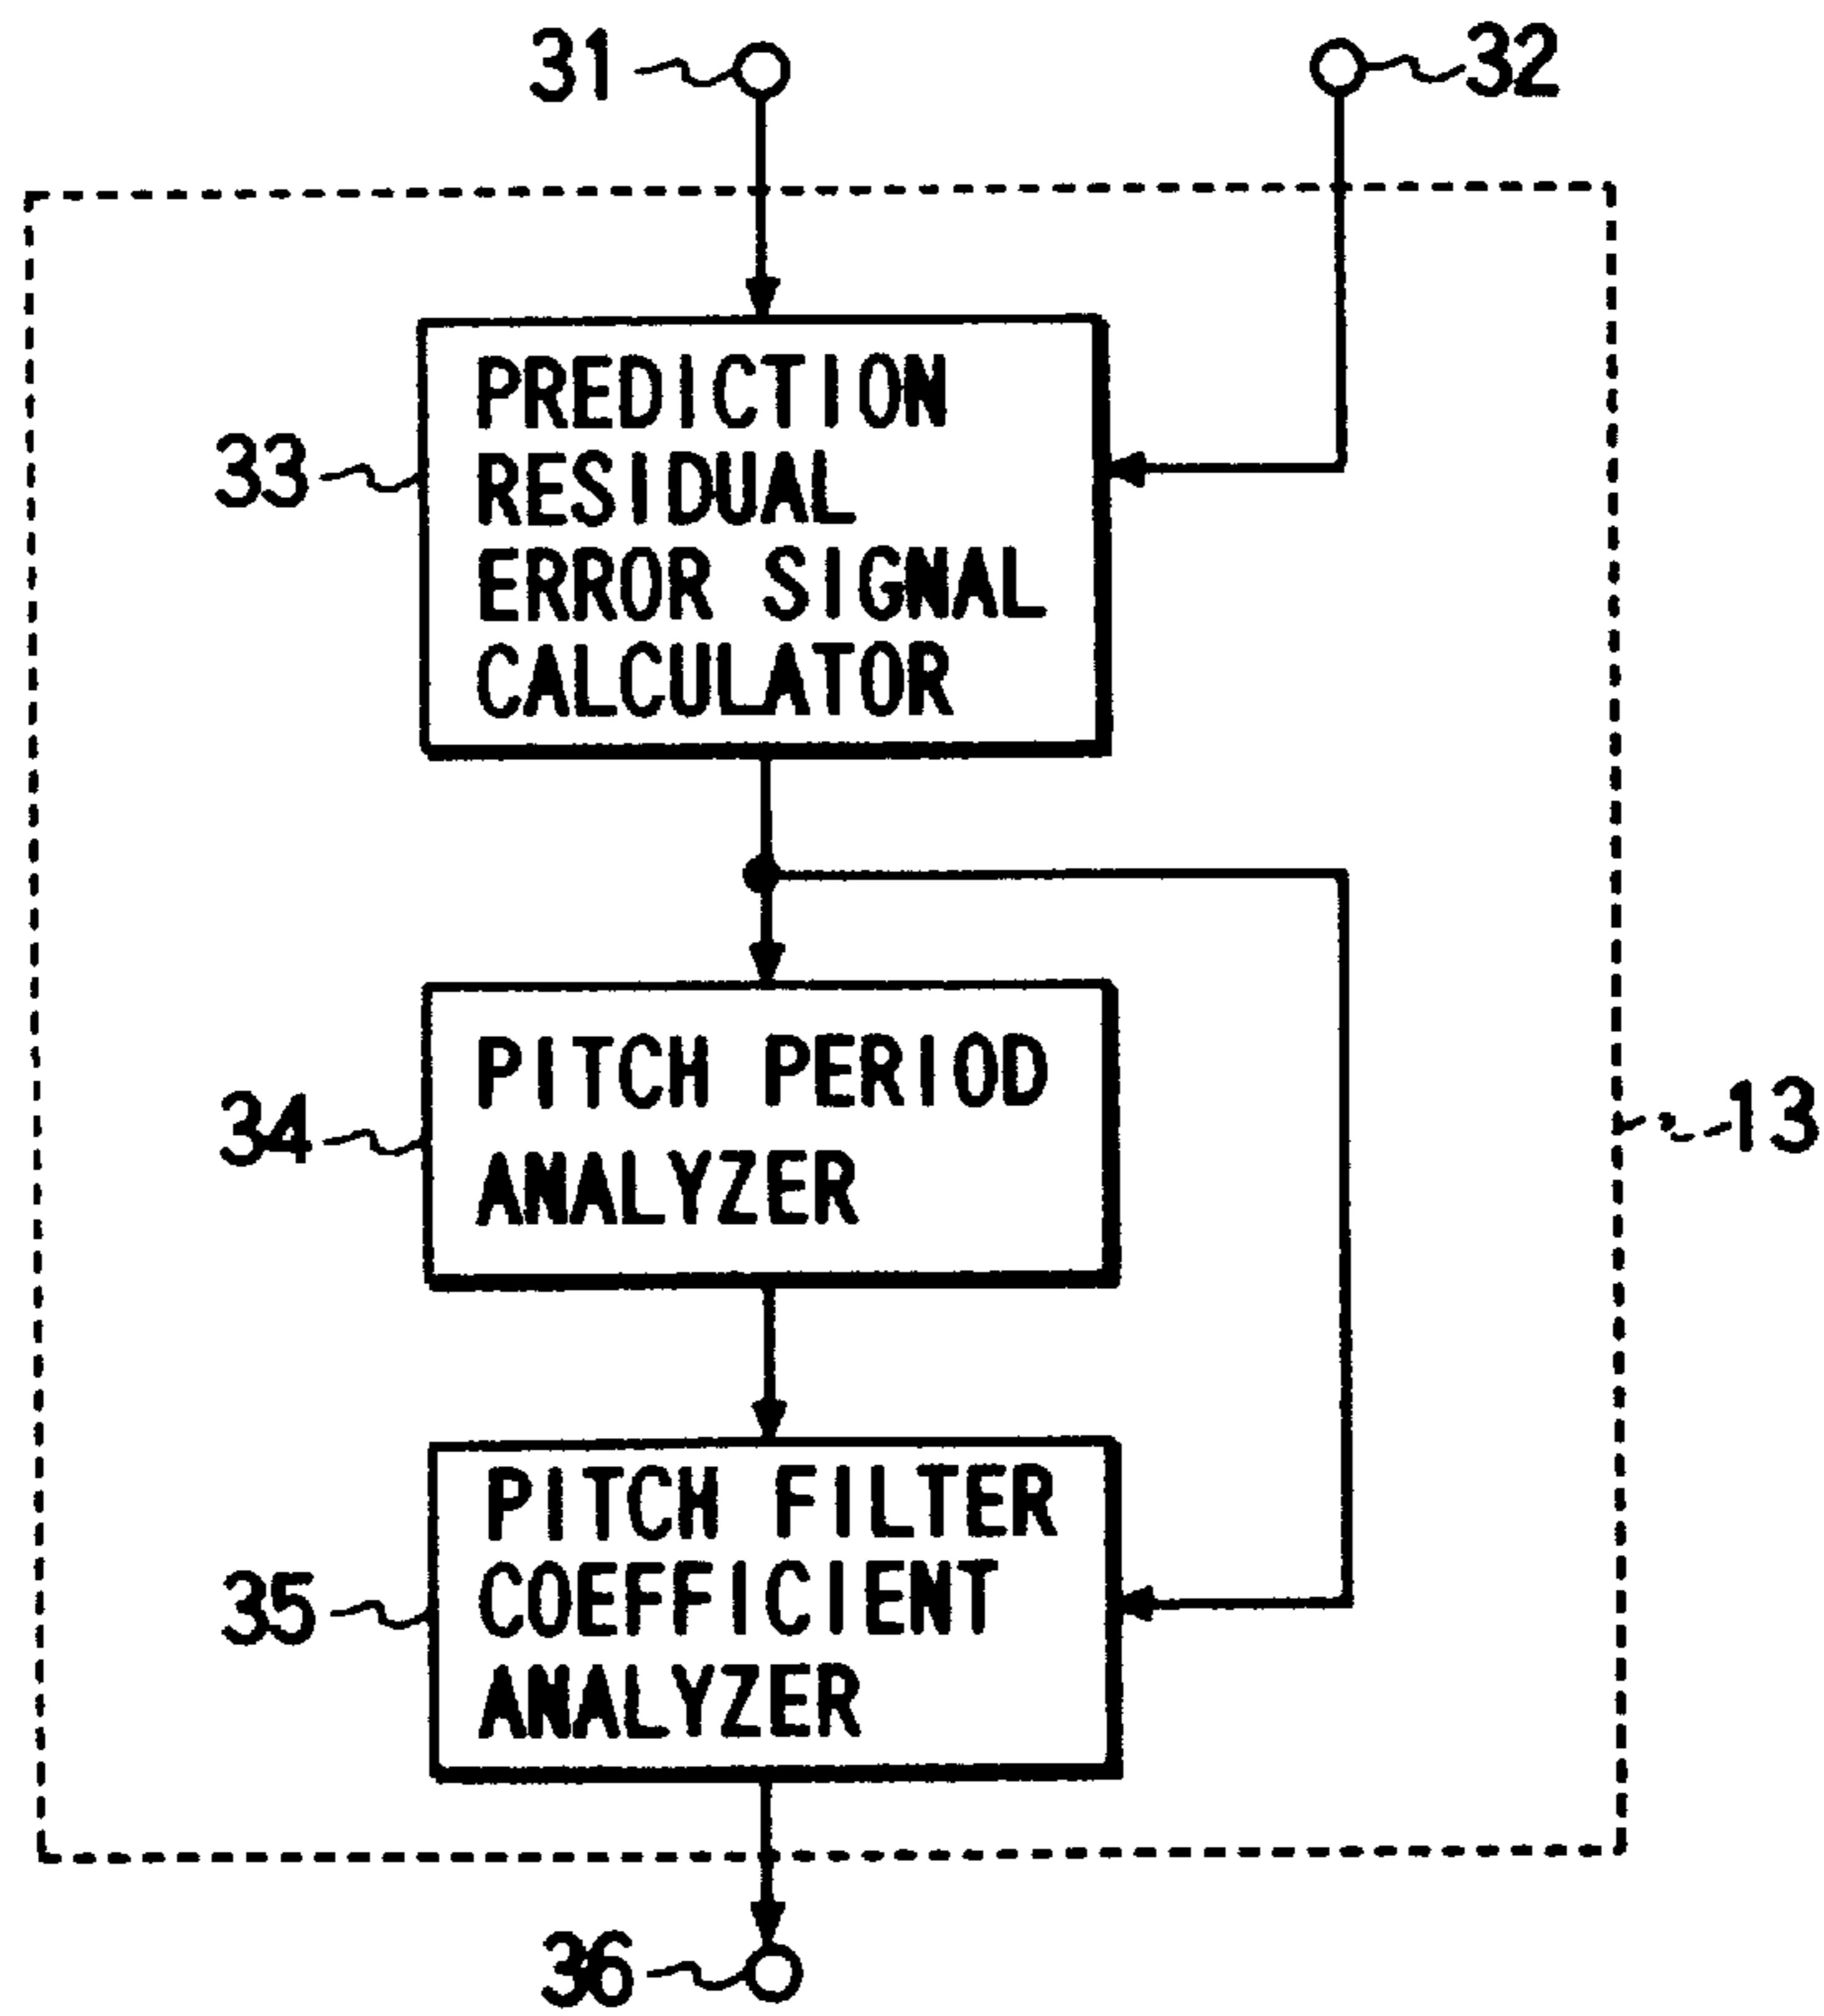 31
32
33
PREDICTION
RESIDUAL
ERROR SIGNAL
CALCULATOR
34
PITCH PERIOD
ANALYZER
13
35
PITCH FILTER
COEFFICIENT
ANALYZER
36